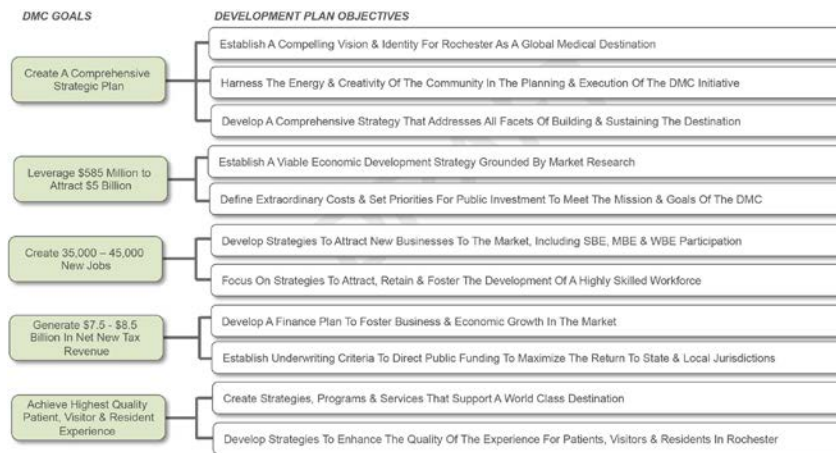 DMC GOALS
DEVELOPMENT PLAN OBJECTIVES
Create A Comprehensive
Strategic Plan
Establish A Compelling Vision & Identity For Rochester As A Global Medical Destination
Harness The Energy & Creativity Of The Community In The Planning & Execution Of The DMC Initiative
Develop A Comprehensive Strategy That Addresses All Facets Of Building & Sustaining The Destination
Leverage $585 Million to
Attract $5 Billion
Establish A Viable Economic Development Strategy Grounded By Market Research
Define Extraordinary Costs & Set Priorities For Public Investment To Meet The Mission & Goals Of The DMC
Create 35,000 – 45,000
New Jobs
Develop Strategies To Attract New Businesses To The Market, Including SBE, MBE & WBE Participation
Focus On Strategies To Attract, Retain & Foster The Development Of A Highly Skilled Workforce
Generate $7.5 - $8.5
Billion In Net New Tax
Revenue
Develop A Finance Plan To Foster Business & Economic Growth In The Market
Establish Underwriting Criteria To Direct Public Funding To Maximize The Return To State & Local Jurisdictions
Achieve Highest Quality
Patient, Visitor & Resident
Experience
Create Strategies, Programs & Services That Support A World Class Destination
Develop Strategies To Enhance The Quality Of The Experience For Patients, Visitors & Residents In Rochester